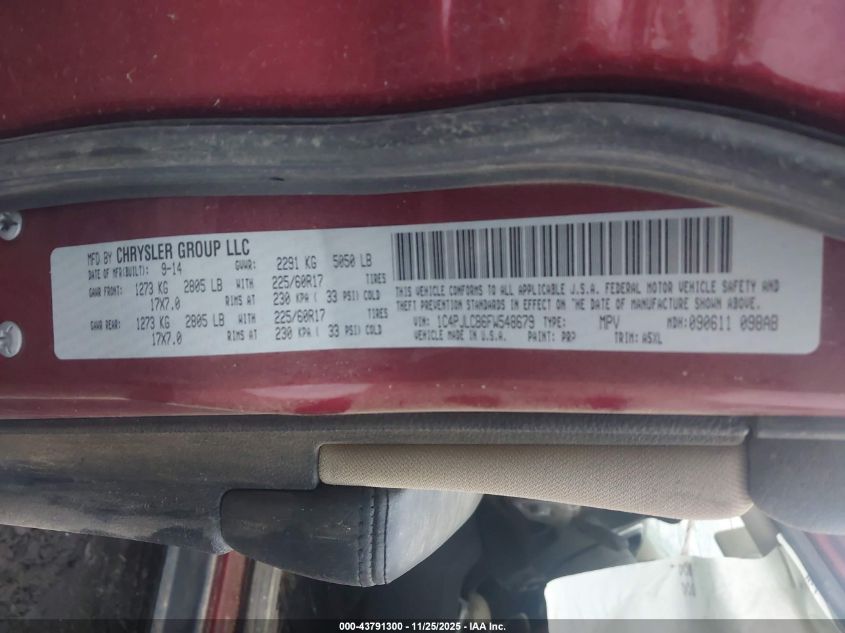 MFD BY CHRYSLER GROUP LLC
DATE OF MFR(BUILT): 9-14 GVWR: 2291 KG 5050 LB
GAWR FRONT: 1273 KG 2805 LB WITH 225/60R17 TIRES
17X7.0 RIMS AT 230 KPA ( 33 PSI) COLD
GAWR REAR: 1273 KG 2805 LB WITH 225/60R17 TIRES
17X7.0 RIMS AT 230 KPA ( 33 PSI) COLD
THIS VEHICLE CONFORMS TO ALL APPLICABLE U.S.A. FEDERAL MOTOR VEHICLE SAFETY AND
THEFT PREVENTION STANDARDS IN EFFECT ON THE DATE OF MANUFACTURE SHOWN ABOVE.
VIN: 1C4PJLCB6FW548679 TYPE: MPV MDH:090611 098AB
VEHICLE MADE IN U.S.A. PAINT: PRP TRIM: A5XL
000-43791300 - 11/25/2025 - IAA Inc.